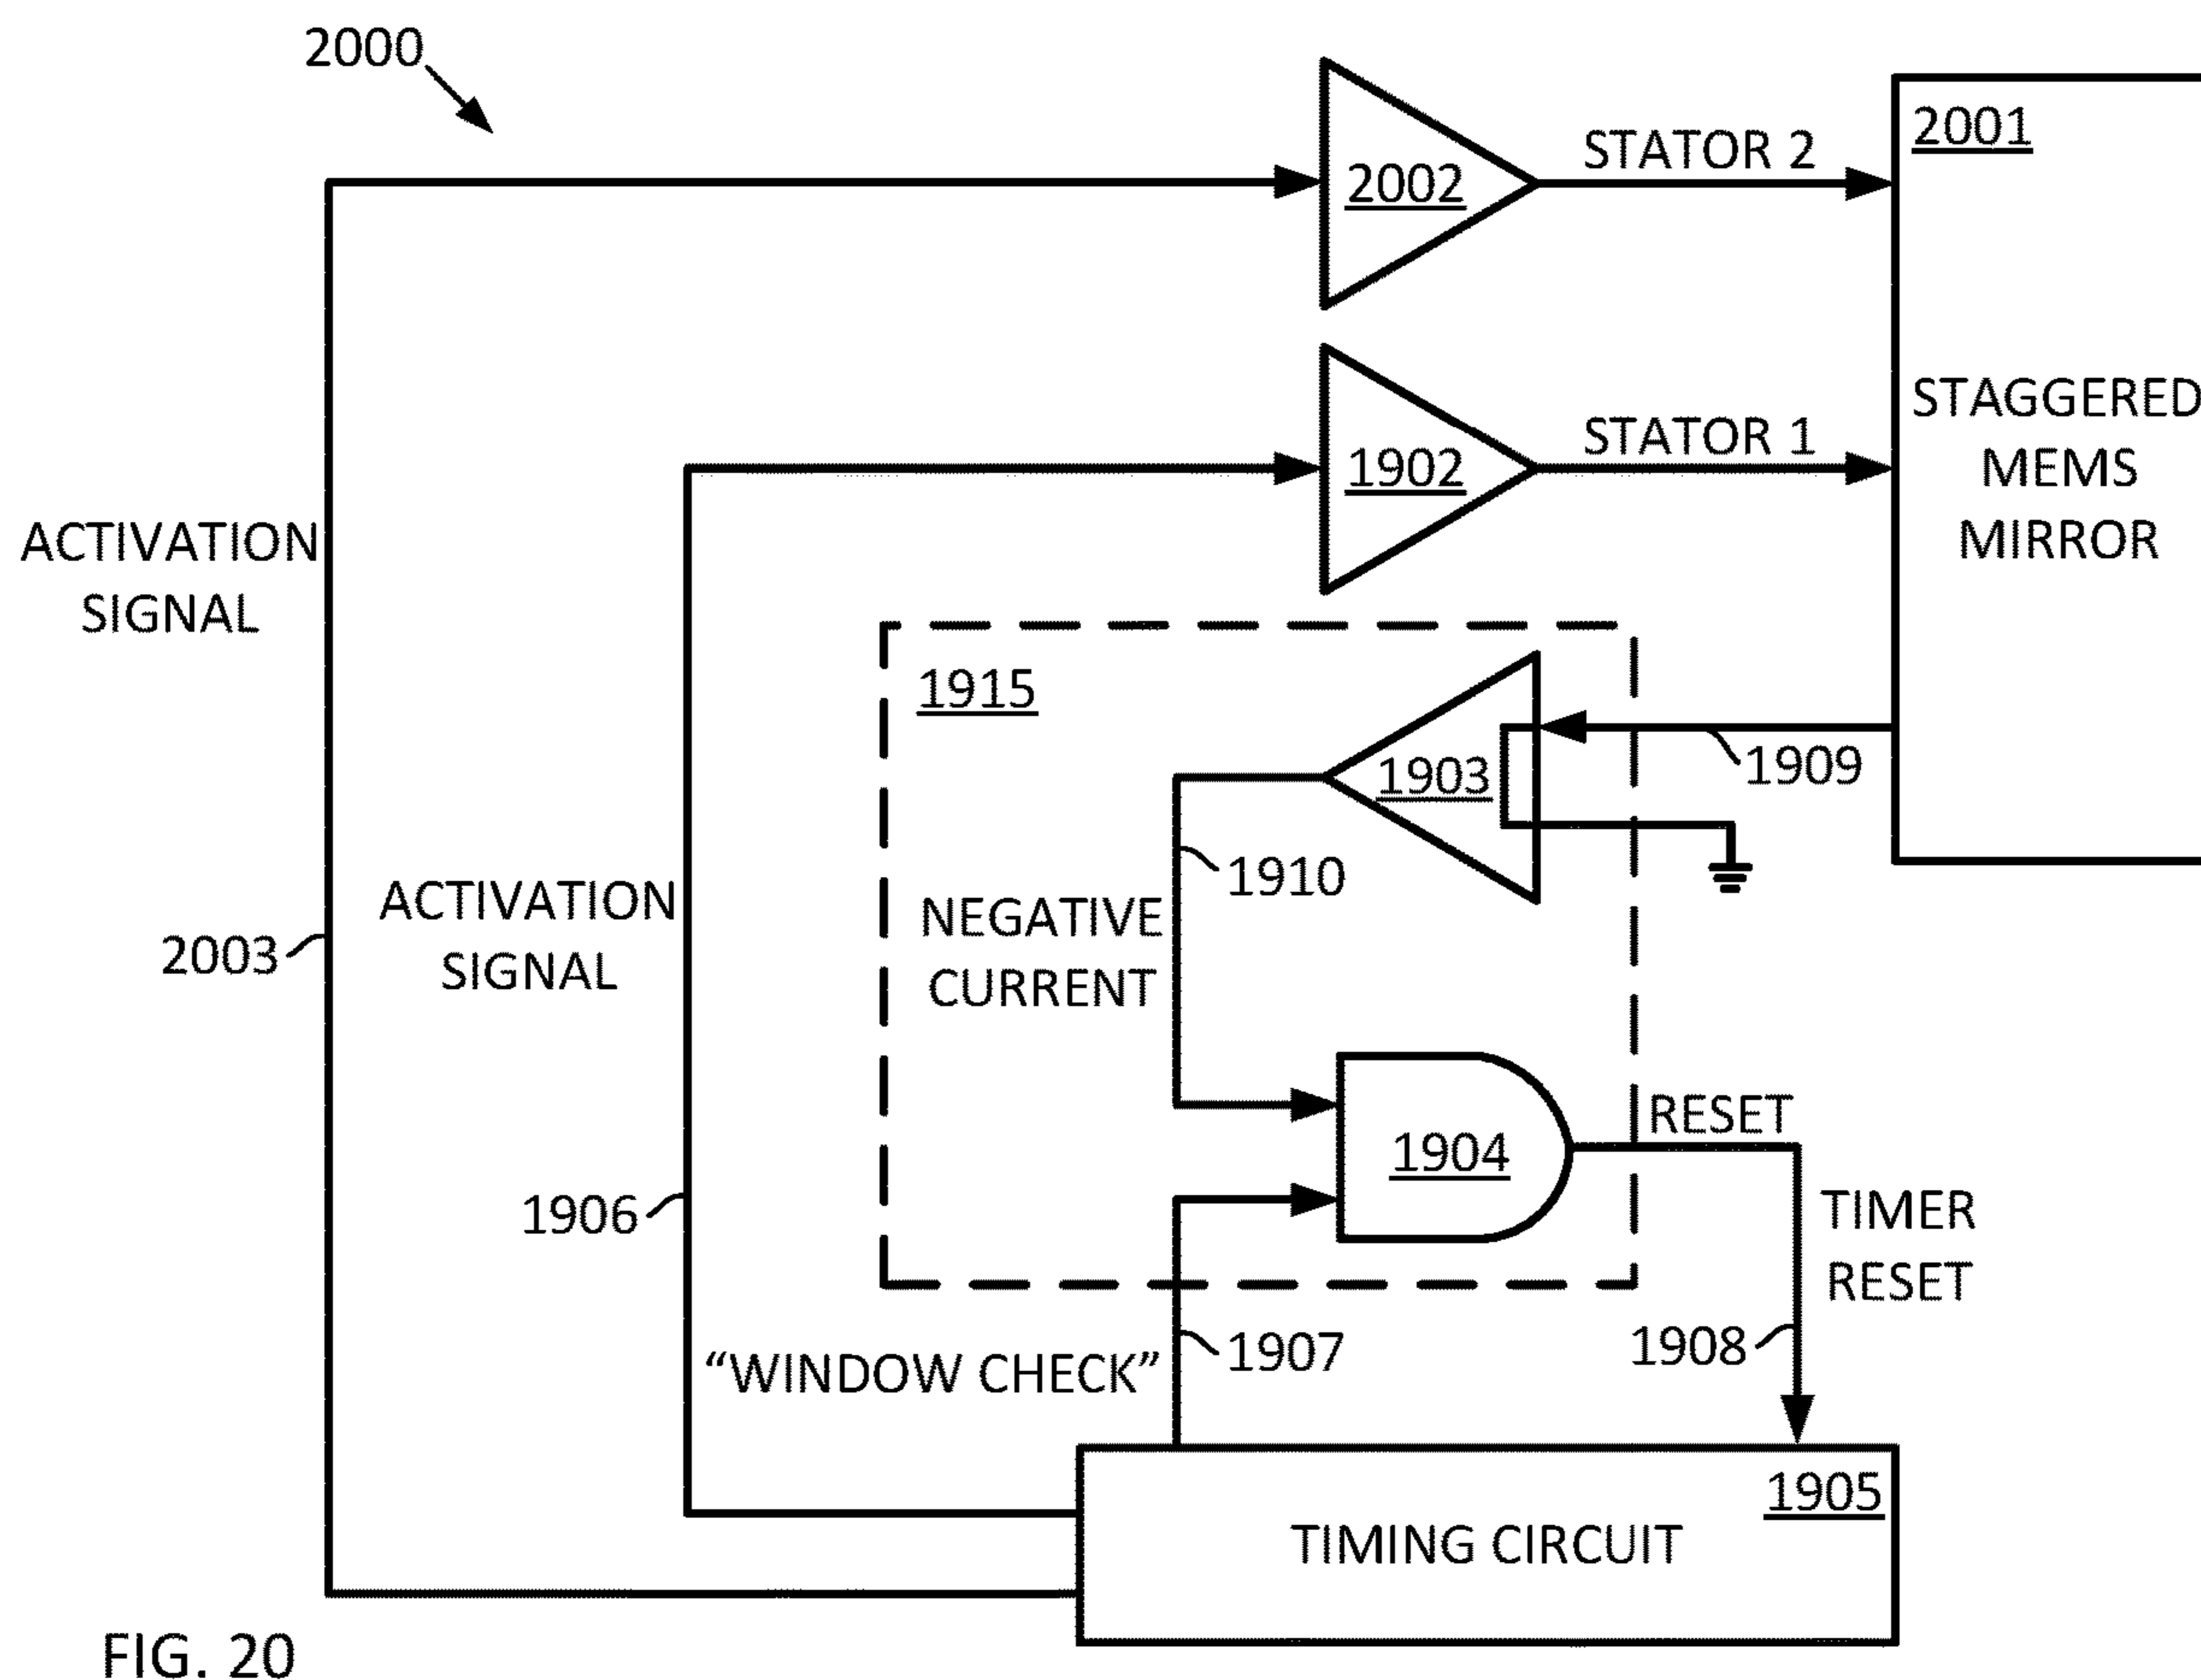 2000
2002
STATOR 2
2001
1902
STATOR 1
STAGGERED
MEMS
MIRROR
ACTIVATION
SIGNAL
1915
1903
1909
1910
ACTIVATION
SIGNAL
NEGATIVE
CURRENT
2003
1904
RESET
1906
TIMER
RESET
"WINDOW CHECK"
1907
1908
1905
TIMING CIRCUIT
FIG. 20